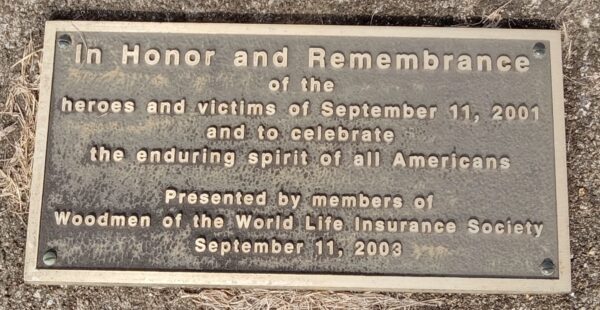 In Honor and Remembrance
of the
heroes and victims of September 11, 2001
and to celebrate
the enduring spirit of all Americans
Presented by members of
Woodmen of the World Life Insurance Society
September 11, 2003